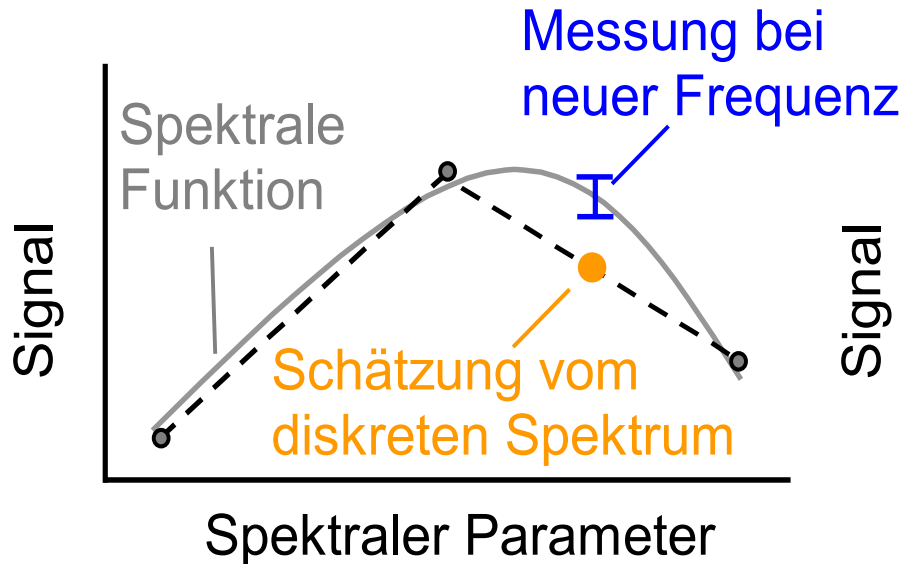 Messung bei
neuer Frequenz
Spektrale
Funktion
Signal
Signal
Schätzung vom
diskreten Spektrum
Spektraler Parameter